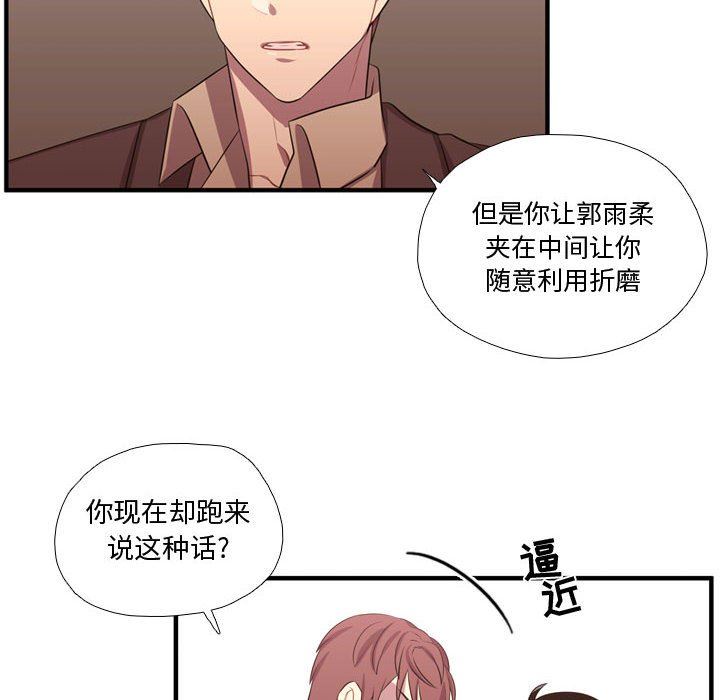 但是你让郭雨柔
夹在中间让你
随意利用折磨
你现在却跑来
说这种话?
逼近